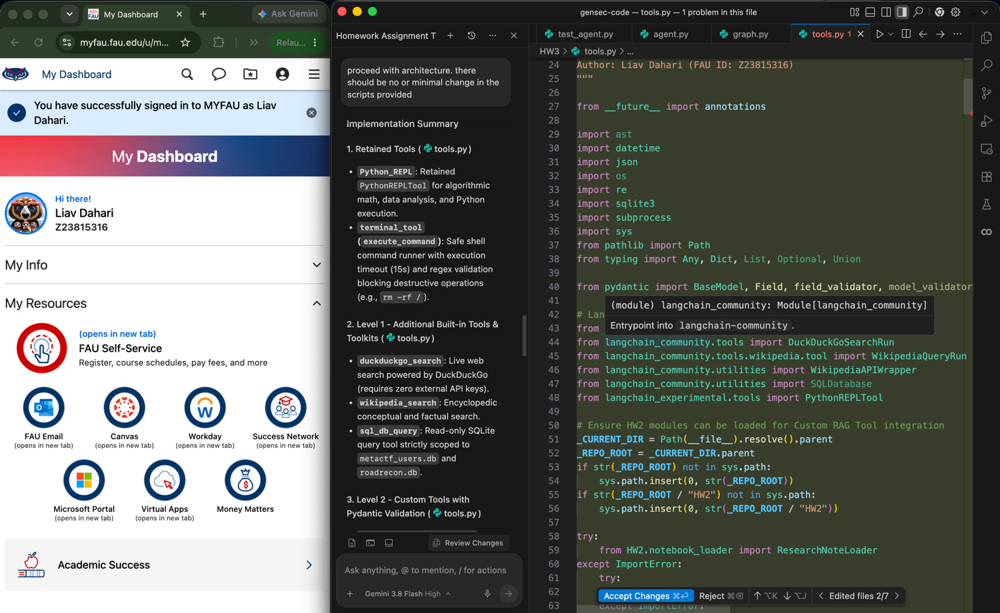 My Dashboard
Ask Gemini
myfau.fau.edu/u/m...
Relau...
My Dashboard
You have successfully signed in to MYFAU as Liav
Dahari.
My Dashboard
Hi there!
Liav Dahari
Z23815316
My Info
My Resources
(opens in new tab)
FAU Self-Service
Register, course schedules, pay fees, and more
FAU Email
(opens in new tab)
Canvas
(opens in new tab)
Workday
(opens in new tab)
Success Network
(opens in new tab)
Microsoft Portal
(opens in new tab)
Virtual Apps
(opens in new tab)
Money Matters
Academic Success
gensec-code — tools.py — 1 problem in this file
Homework Assignment T
proceed with architecture. there
should be no or minimal change in the
scripts provided
Implementation Summary
1. Retained Tools ( tools.py )
• Python_REPL : Retained
PythonREPLTool for algorithmic
math, data analysis, and Python
execution.
• terminal_tool
( execute_command ): Safe shell
command runner with execution
timeout (15s) and regex validation
blocking destructive operations
(e.g., rm -rf / ).
2. Level 1 - Additional Built-in Tools &
Toolkits ( tools.py )
• duckduckgo_search : Live web
search powered by DuckDuckGo
(requires zero external API keys).
• wikipedia_search : Encyclopedic
conceptual and factual search.
• sql_db_query : Read-only SQLite
query tool strictly scoped to
metactf_users.db and
roadrecon.db .
3. Level 2 - Custom Tools with
Pydantic Validation ( tools.py )
Review Changes
Ask anything, @ to mention, / for actions
Gemini 3.8 Flash High
test_agent.py
agent.py
graph.py
tools.py 1
HW3 > tools.py > ...
24 Author: Liav Dahari (FAU ID: Z23815316)
25 """
26
27 from __future__ import annotations
28
29 import ast
30 import datetime
31 import json
32 import os
33 import re
34 import sqlite3
35 import subprocess
36 import sys
37 from pathlib import Path
38 from typing import Any, Dict, List, Optional, Union
39
40 from pydantic import BaseModel, Field, field_validator, model_validator
41
(module) langchain_community: Module[langchain_community]
Entrypoint into langchain-community .
42 # Lan
43 from
44 from langchain_community.tools import DuckDuckGoSearchRun
45 from langchain_community.tools.wikipedia.tool import WikipediaQueryRun
46 from langchain_community.utilities import WikipediaAPIWrapper
47 from langchain_community.utilities import SQLDatabase
48 from langchain_experimental.tools import PythonREPLTool
49
50 # Ensure HW2 modules can be loaded for Custom RAG Tool integration
51 _CURRENT_DIR = Path(__file__).resolve().parent
52 _REPO_ROOT = _CURRENT_DIR.parent
53 if str(_REPO_ROOT) not in sys.path:
54 sys.path.insert(0, str(_REPO_ROOT))
55 if str(_REPO_ROOT / "HW2") not in sys.path:
56 sys.path.insert(0, str(_REPO_ROOT / "HW2"))
57
58 try:
59 from HW2.notebook_loader import ResearchNoteLoader
60 except ImportError:
61 try:
62
63 except ImportError:
Accept Changes ⌘⏎ Reject ⌘⌫ ↑ ⌥K ↓ ⌥J < Edited files 2/7 >